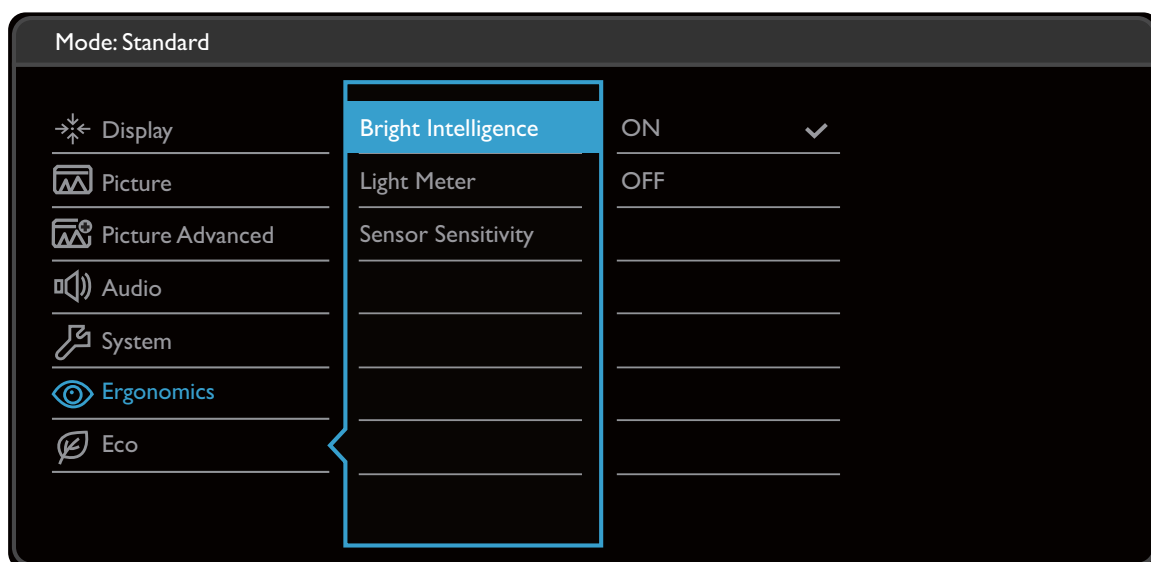 Mode: Standard
Display
Picture
Picture Advanced
Audio
System
Ergonomics
Eco
Bright Intelligence
Light Meter
Sensor Sensitivity
ON
OFF